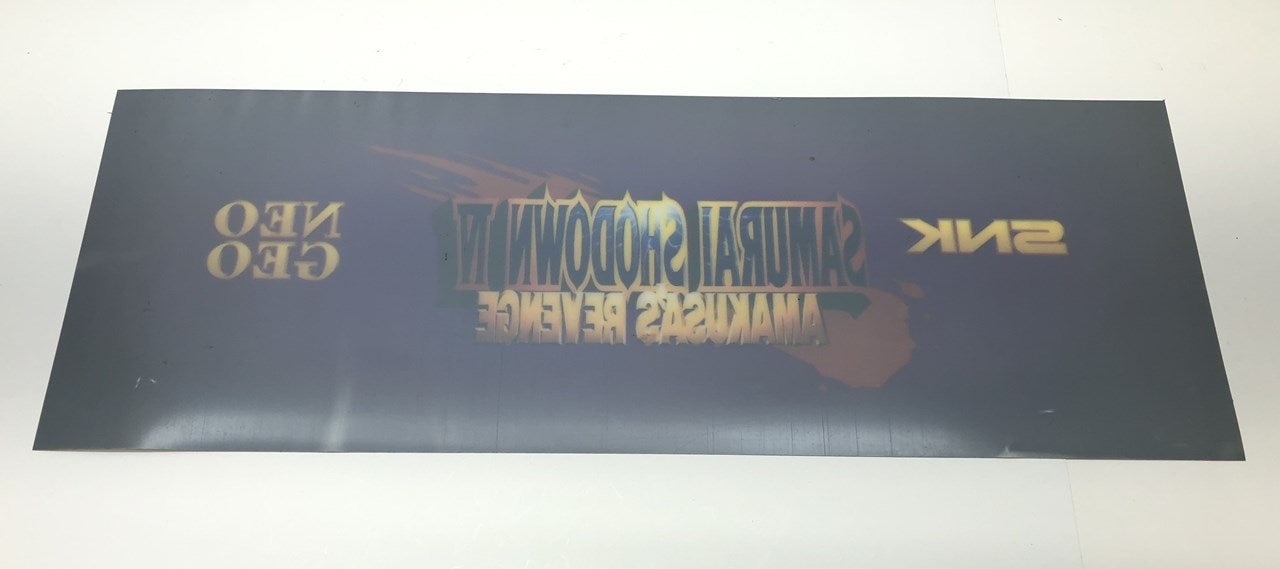 SNK
SAMURAI SHODOWN IV
AMAKUSA'S REVENGE
NEO
GEO